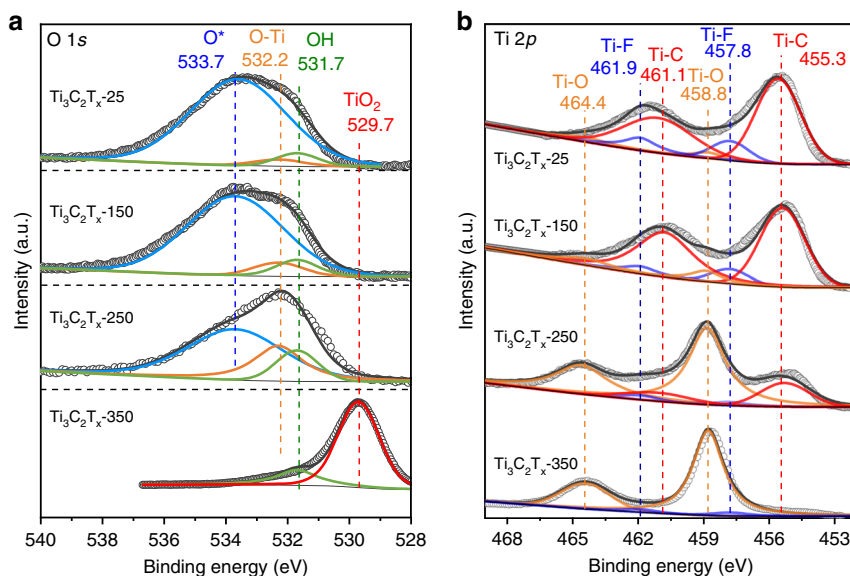 a
O 1s
O*
533.7
O-Ti
532.2
OH
531.7
TiO₂
529.7
Ti₃C₂Tₓ-25
Ti₃C₂Tₓ-150
Ti₃C₂Tₓ-250
Ti₃C₂Tₓ-350
Intensity (a.u.)
540 538 536 534 532 530 528
Binding energy (eV)
b
Ti 2p
Ti-O
464.4
Ti-F
461.9
Ti-C
461.1
Ti-O
458.8
Ti-F
457.8
Ti-C
455.3
Ti₃C₂Tₓ-25
Ti₃C₂Tₓ-150
Ti₃C₂Tₓ-250
Ti₃C₂Tₓ-350
Intensity (a.u.)
468 465 462 459 456 453
Binding energy (eV)